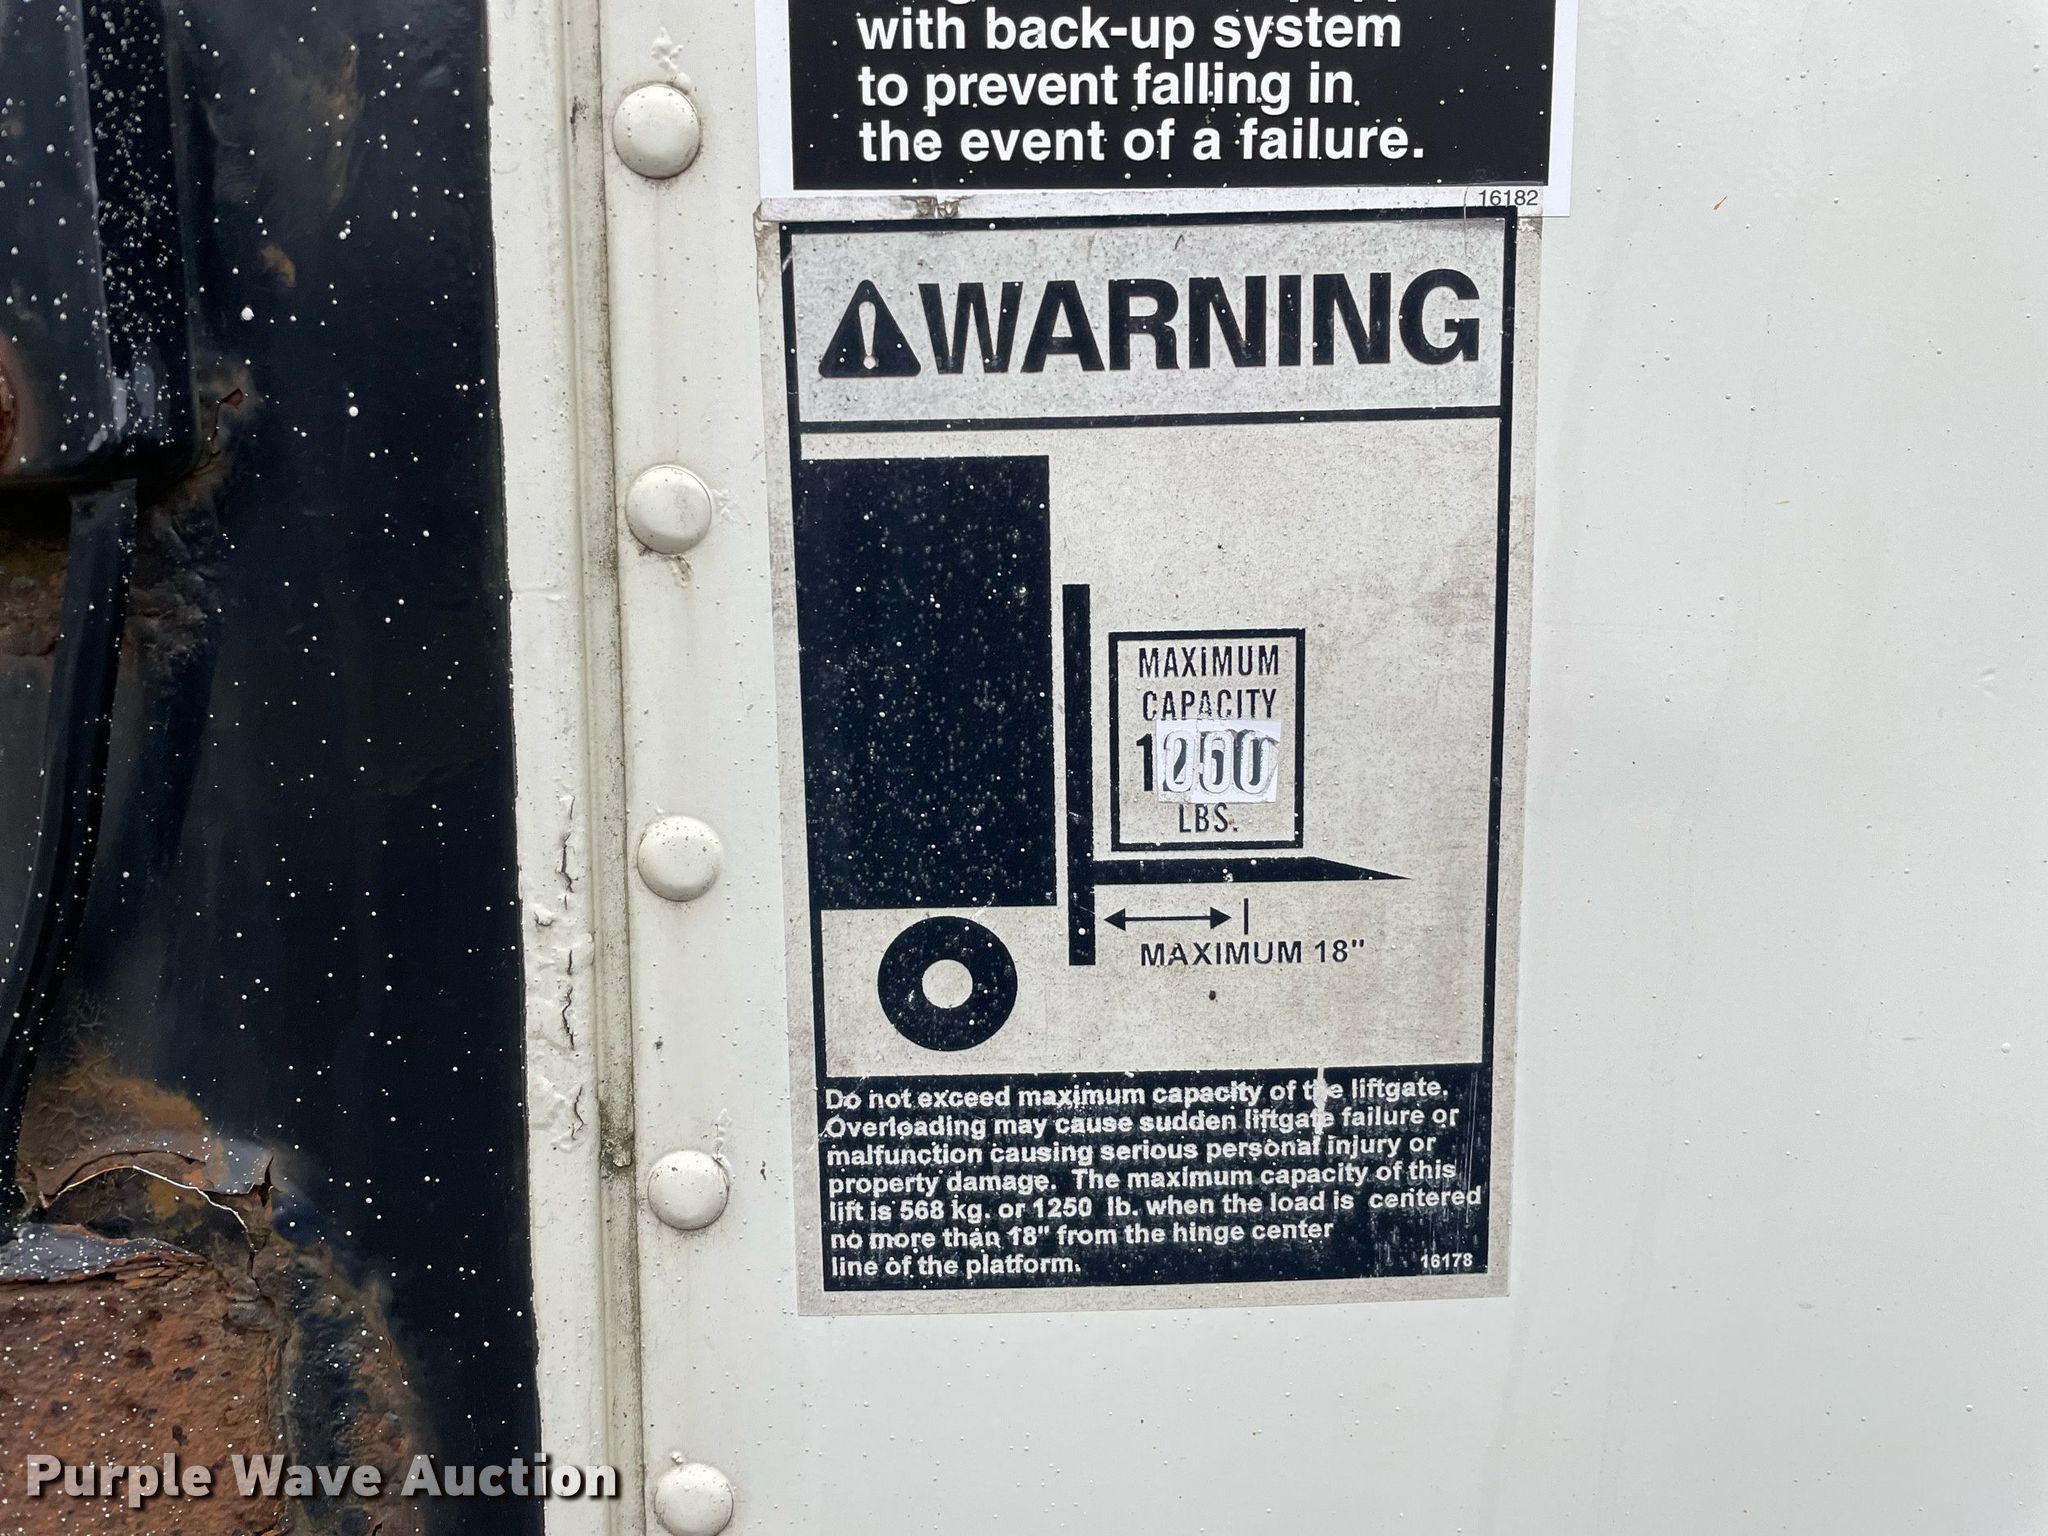 with back-up system
to prevent falling in
the event of a failure.
16182
WARNING
MAXIMUM
CAPACITY
LBS.
MAXIMUM 18"
Do not exceed maximum capacity of the liftgate.
Overloading may cause sudden liftgate failure or
malfunction causing serious personal injury or
property damage. The maximum capacity of this
lift is 568 kg. or 1250 lb. when the load is centered
no more than 18" from the hinge center
line of the platform.
16178
Purple Wave Auction